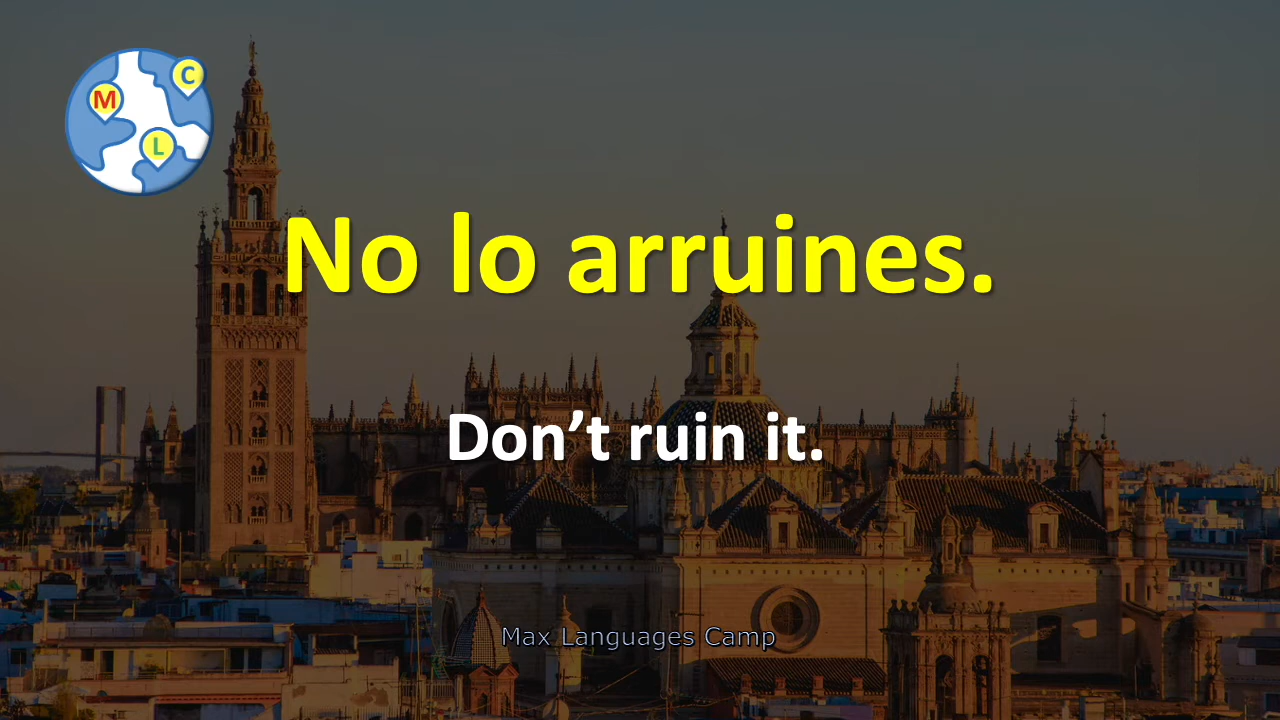 C
M
L
No lo arruines.
Don’t ruin it.
Max Languages Camp